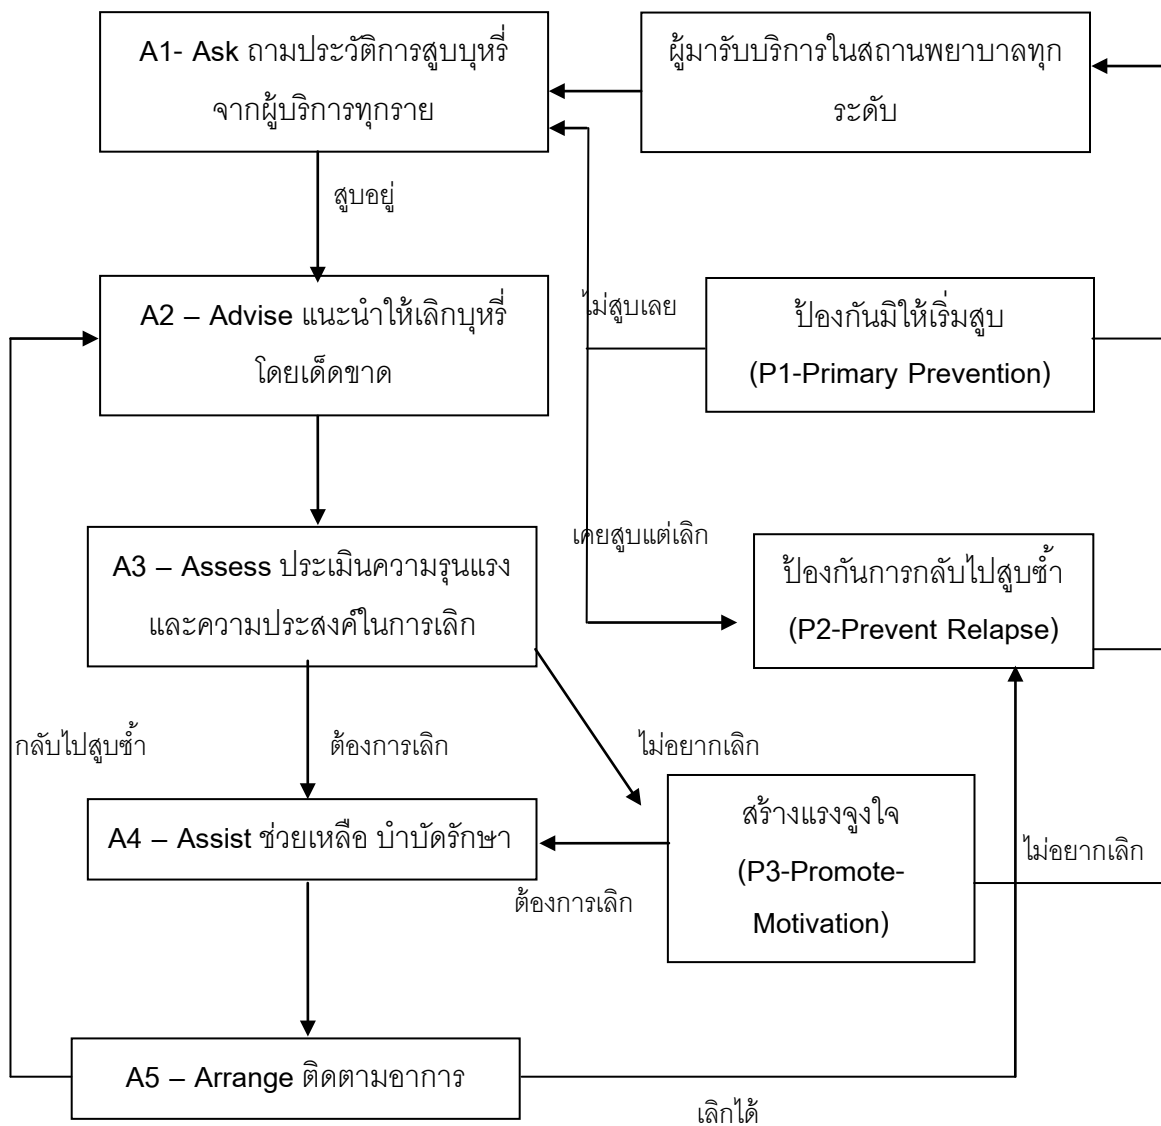 A1- Ask ถามประวัติการสูบบุหรี่
จากผู้บริการทุกราย
ผู้มารับบริการในสถานพยาบาลทุก
ระดับ
สูบอยู่
A2 – Advise แนะนำให้เลิกบุหรี่
โดยเด็ดขาด
ไม่สูบเลย
ป้องกันมิให้เริ่มสูบ
(P1-Primary Prevention)
A3 – Assess ประเมินความรุนแรง
และความประสงค์ในการเลิก
เคยสูบแต่เลิก
ป้องกันการกลับไปสูบซ้ำ
(P2-Prevent Relapse)
กลับไปสูบซ้ำ
ต้องการเลิก
ไม่อยากเลิก
A4 – Assist ช่วยเหลือ บำบัดรักษา
สร้างแรงจูงใจ
(P3-Promote-
Motivation)
ไม่อยากเลิก
ต้องการเลิก
A5 – Arrange ติดตามอาการ
เลิกได้